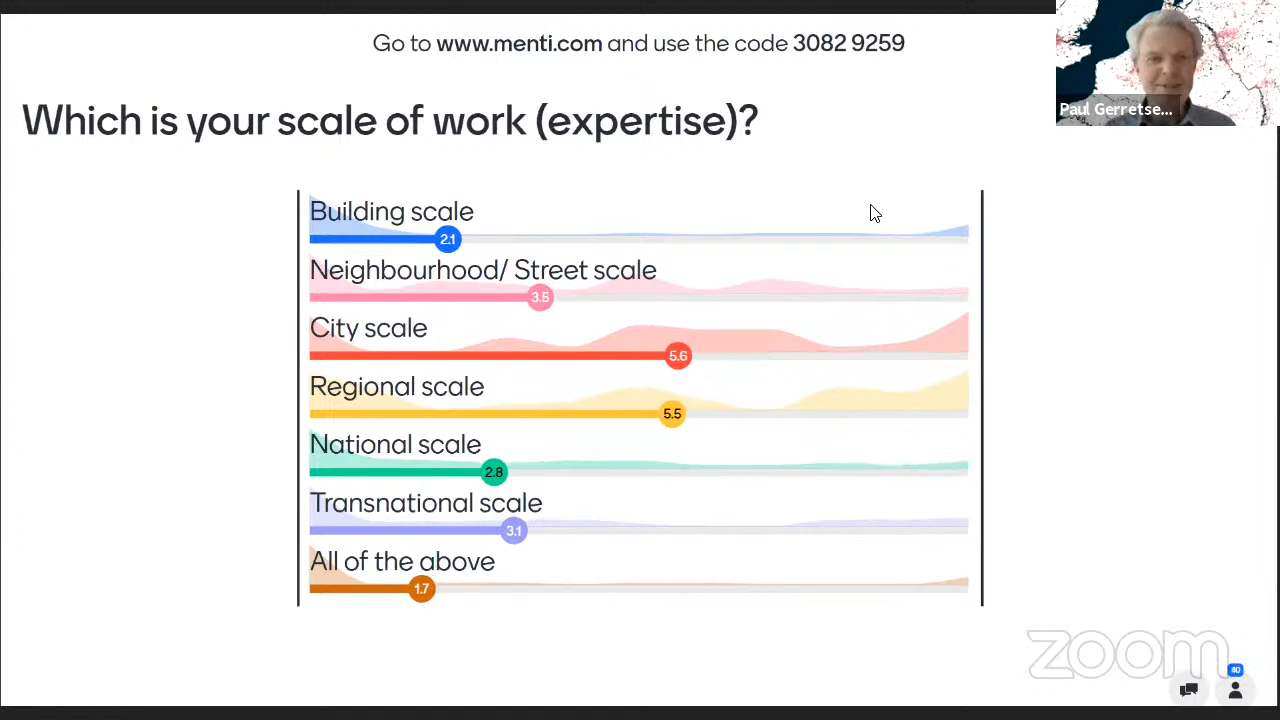 Go to www.menti.com and use the code 3082 9259
Paul Gerretse...
Which is your scale of work (expertise)?
Building scale
2.1
Neighbourhood/ Street scale
3.5
City scale
5.6
Regional scale
5.5
National scale
2.8
Transnational scale
3.1
All of the above
1.7
zoom
40